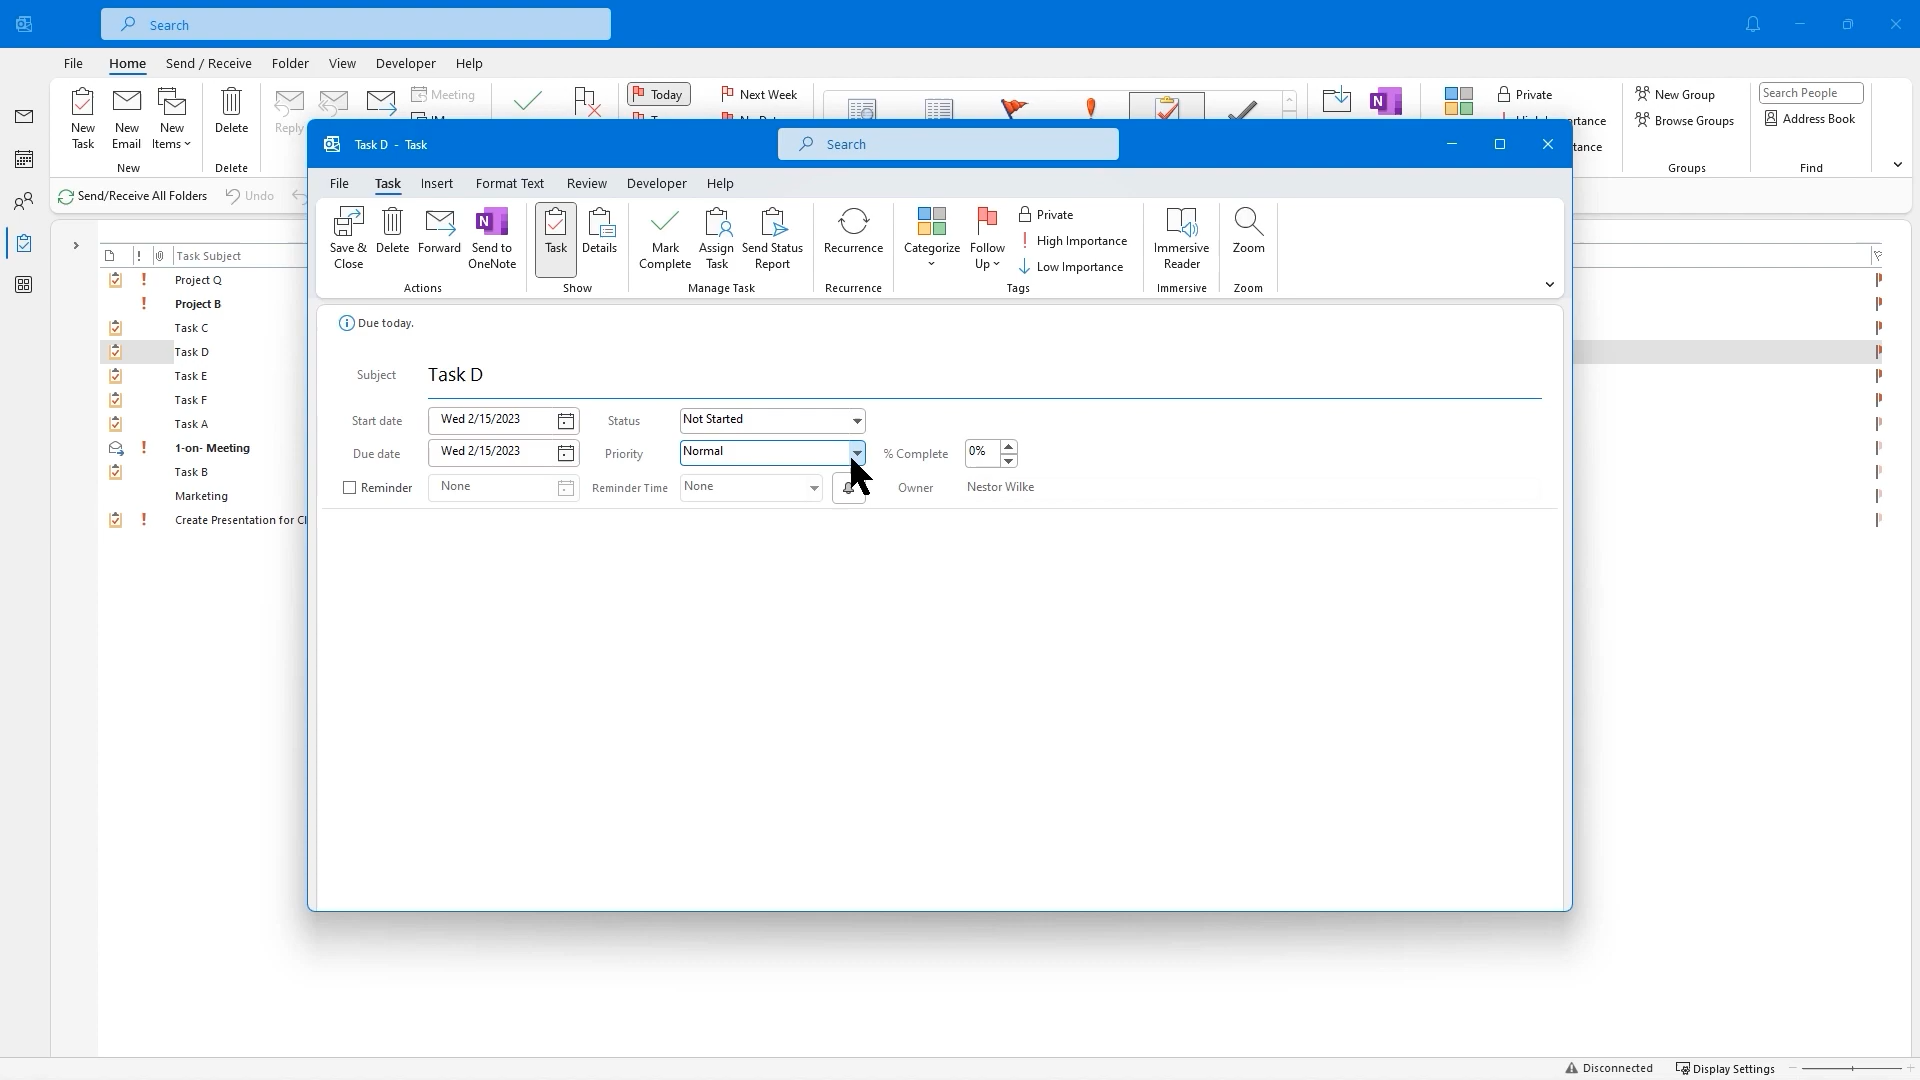 Search
File Home Send / Receive Folder View Developer Help
New Task
New Email
New Items
Delete
Reply
Meeting
Today
Next Week
Private
New Group
Browse Groups
Search People
Address Book
New
Delete
Groups
Find
Send/Receive All Folders
Undo
Task Subject
Project Q
Project B
Task C
Task D
Task E
Task F
Task A
1-on- Meeting
Task B
Marketing
Create Presentation for Cl
Task D - Task
Search
File Task Insert Format Text Review Developer Help
Save & Close
Delete
Forward
Send to OneNote
Task
Details
Mark Complete
Assign Task
Send Status Report
Recurrence
Categorize
Follow Up
Private
! High Importance
Low Importance
Immersive Reader
Zoom
Actions
Show
Manage Task
Recurrence
Tags
Immersive
Zoom
Due today.
Subject Task D
Start date Wed 2/15/2023 Status Not Started
Due date Wed 2/15/2023 Priority Normal % Complete 0%
Reminder None Reminder Time None Owner Nestor Wilke
Disconnected Display Settings